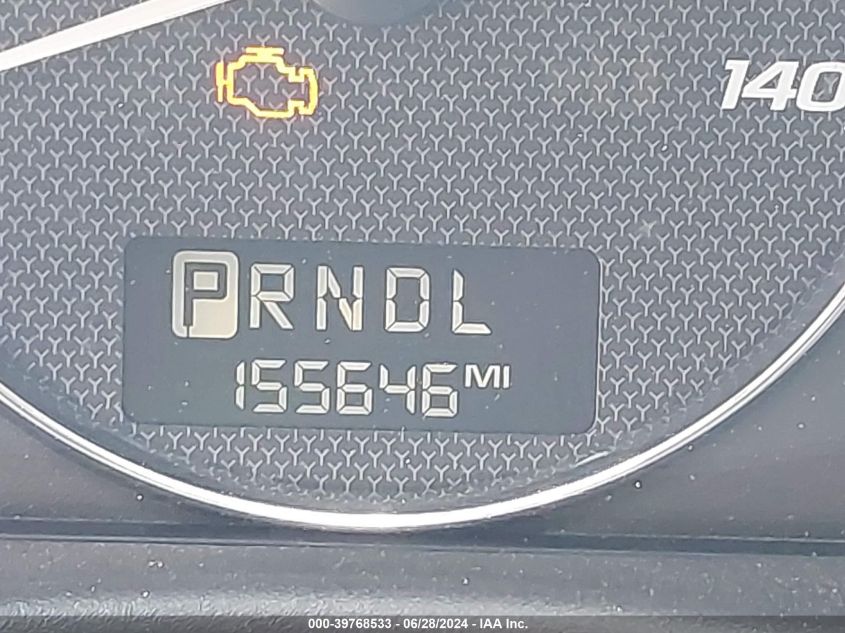 140
PRNDL
155646 MI
000-39768533 / 06/28/2024 - IAA Inc.